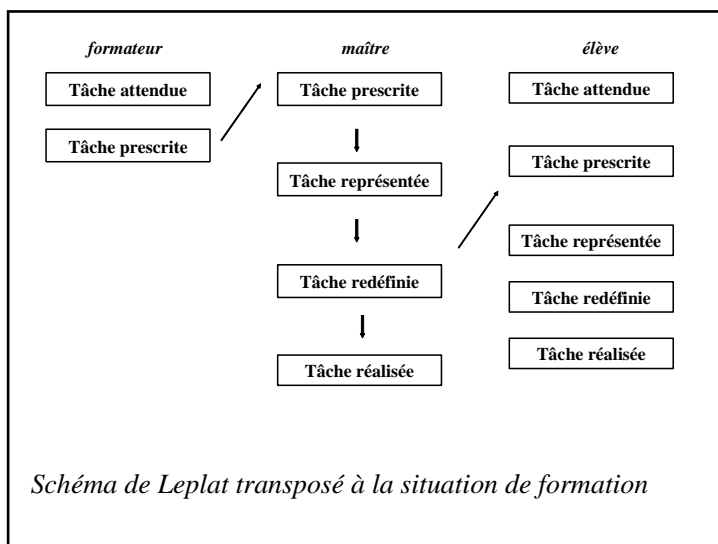 formateur
maître
élève
Tâche attendue
Tâche prescrite
Tâche attendue
Tâche prescrite
Tâche prescrite
Tâche représentée
Tâche représentée
Tâche redéfinie
Tâche redéfinie
Tâche réalisée
Tâche réalisée
Schéma de Leplat transposé à la situation de formation